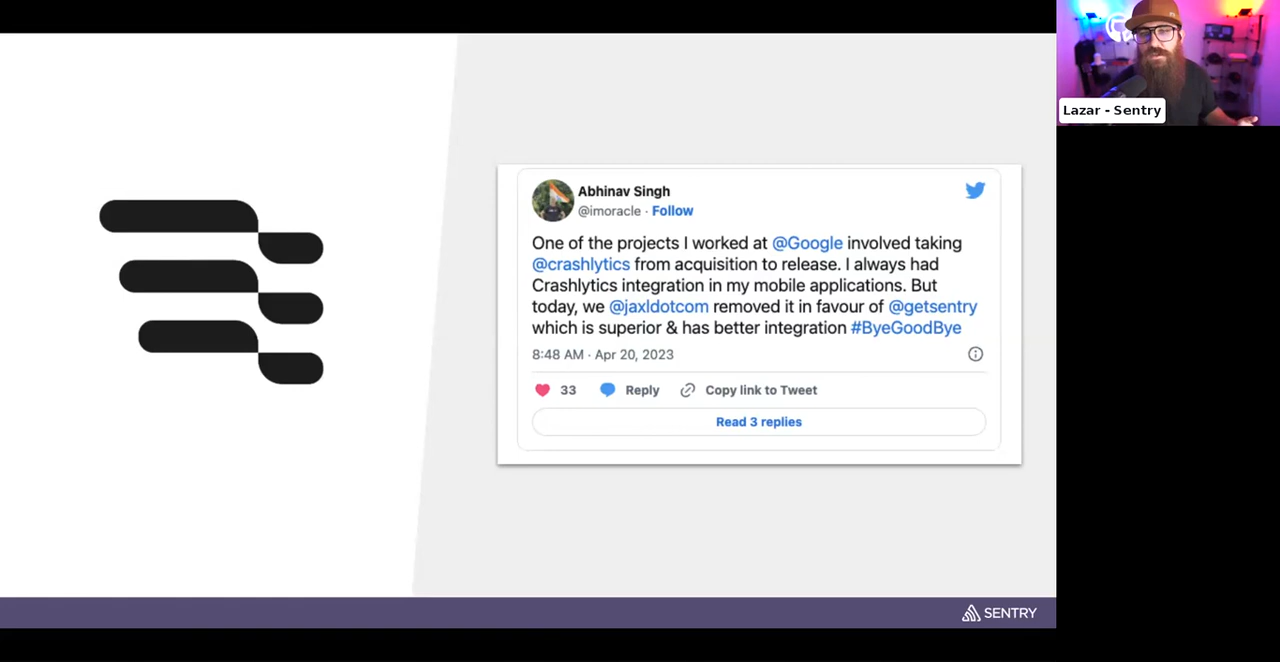 Lazar - Sentry
Abhinav Singh
@imoracle · Follow
One of the projects I worked at @Google involved taking
@crashlytics from acquisition to release. I always had
Crashlytics integration in my mobile applications. But
today, we @jaxldotcom removed it in favour of @getsentry
which is superior & has better integration #ByeGoodBye
8:48 AM · Apr 20, 2023
33 Reply Copy link to Tweet
Read 3 replies
SENTRY